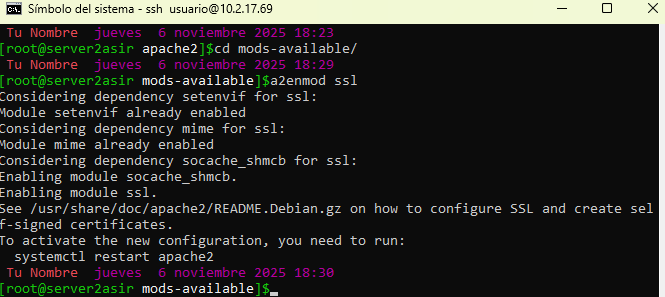 Símbolo del sistema - ssh usuario@10.2.17.69
Tu Nombre jueves 6 noviembre 2025 18:23
[root@server2asir apache2]$cd mods-available/
Tu Nombre jueves 6 noviembre 2025 18:29
[root@server2asir mods-available]$a2enmod ssl
Considering dependency setenvif for ssl:
Module setenvif already enabled
Considering dependency mime for ssl:
Module mime already enabled
Considering dependency socache_shmcb for ssl:
Enabling module socache_shmcb.
Enabling module ssl.
See /usr/share/doc/apache2/README.Debian.gz on how to configure SSL and create sel
f-signed certificates.
To activate the new configuration, you need to run:
  systemctl restart apache2
Tu Nombre jueves 6 noviembre 2025 18:30
[root@server2asir mods-available]$